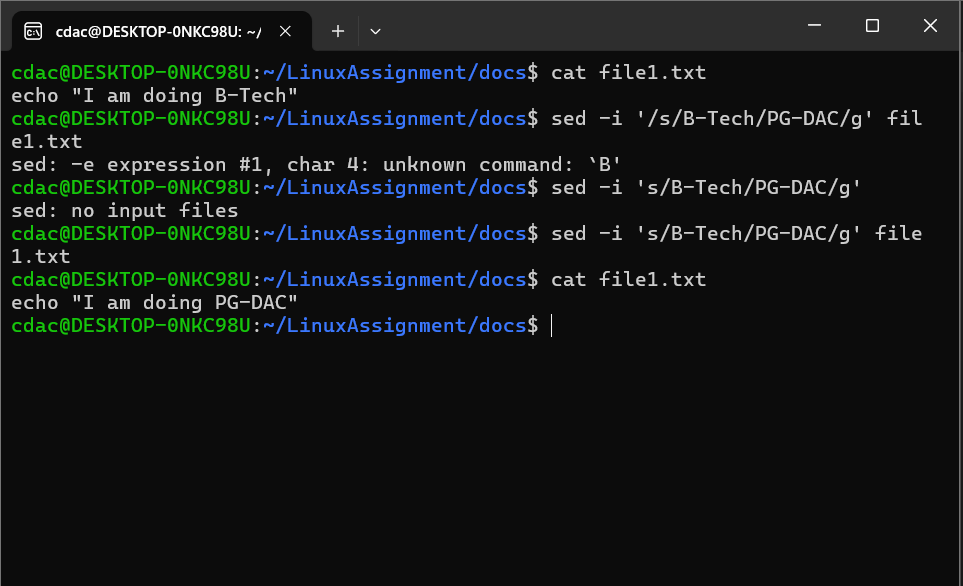 cdac@DESKTOP-0NKC98U: ~/
cdac@DESKTOP-0NKC98U:~/LinuxAssignment/docs$ cat file1.txt
echo "I am doing B-Tech"
cdac@DESKTOP-0NKC98U:~/LinuxAssignment/docs$ sed -i '/s/B-Tech/PG-DAC/g' fil
e1.txt
sed: -e expression #1, char 4: unknown command: `B'
cdac@DESKTOP-0NKC98U:~/LinuxAssignment/docs$ sed -i 's/B-Tech/PG-DAC/g'
sed: no input files
cdac@DESKTOP-0NKC98U:~/LinuxAssignment/docs$ sed -i 's/B-Tech/PG-DAC/g' file
1.txt
cdac@DESKTOP-0NKC98U:~/LinuxAssignment/docs$ cat file1.txt
echo "I am doing PG-DAC"
cdac@DESKTOP-0NKC98U:~/LinuxAssignment/docs$